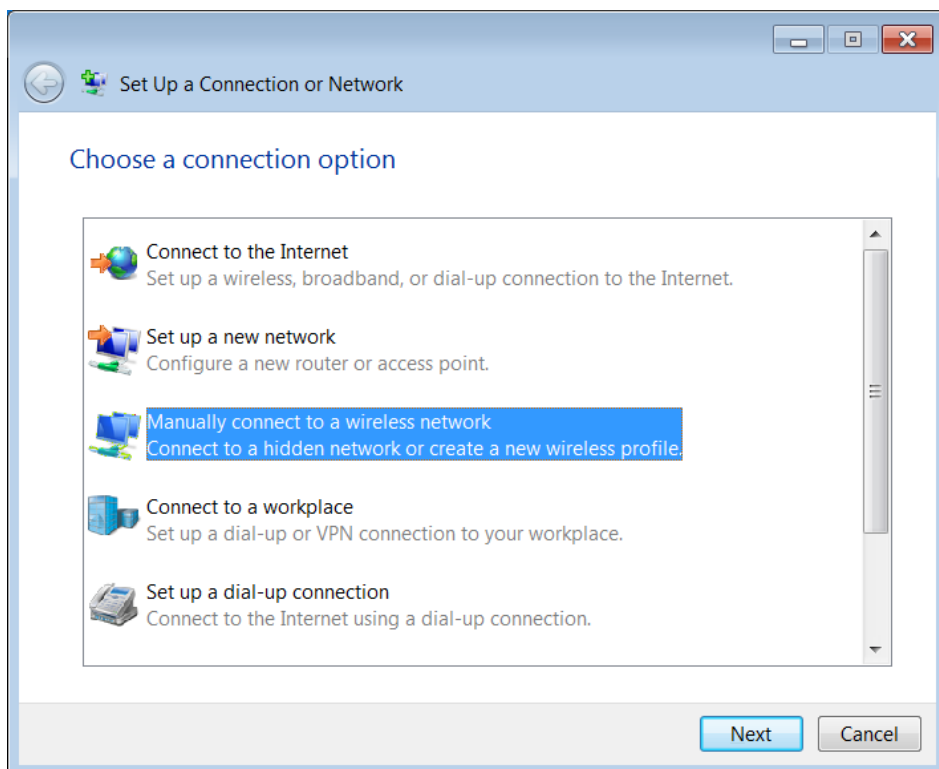 Set Up a Connection or Network
Choose a connection option
Connect to the Internet
Set up a wireless, broadband, or dial-up connection to the Internet.
Set up a new network
Configure a new router or access point.
Manually connect to a wireless network
Connect to a hidden network or create a new wireless profile.
Connect to a workplace
Set up a dial-up or VPN connection to your workplace.
Set up a dial-up connection
Connect to the Internet using a dial-up connection.
Next Cancel